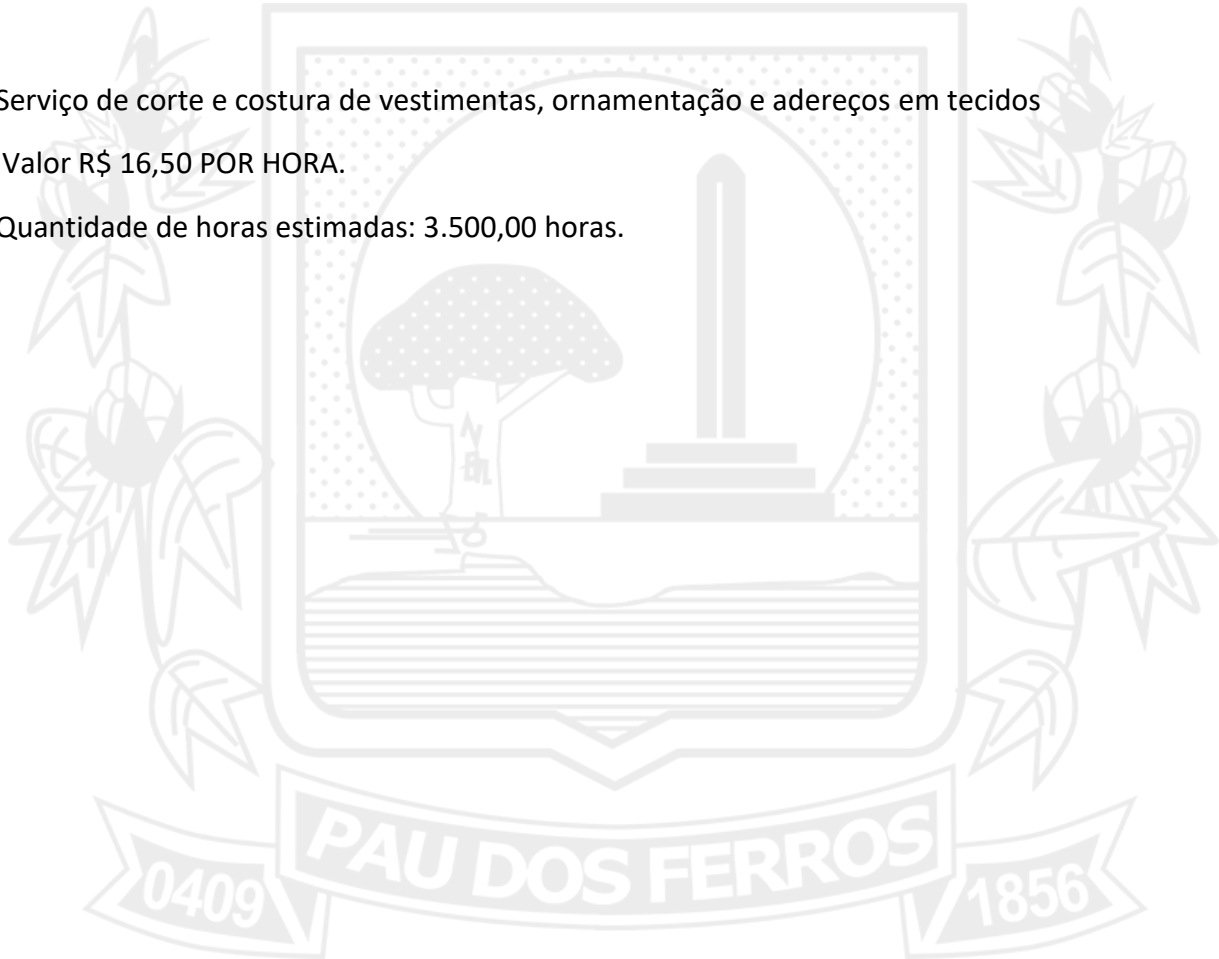 Serviço de corte e costura de vestimentas, ornamentação e adereços em tecidos
Valor R$ 16,50 POR HORA.
Quantidade de horas estimadas: 3.500,00 horas.
PAU DOS FERROS
0409
1856